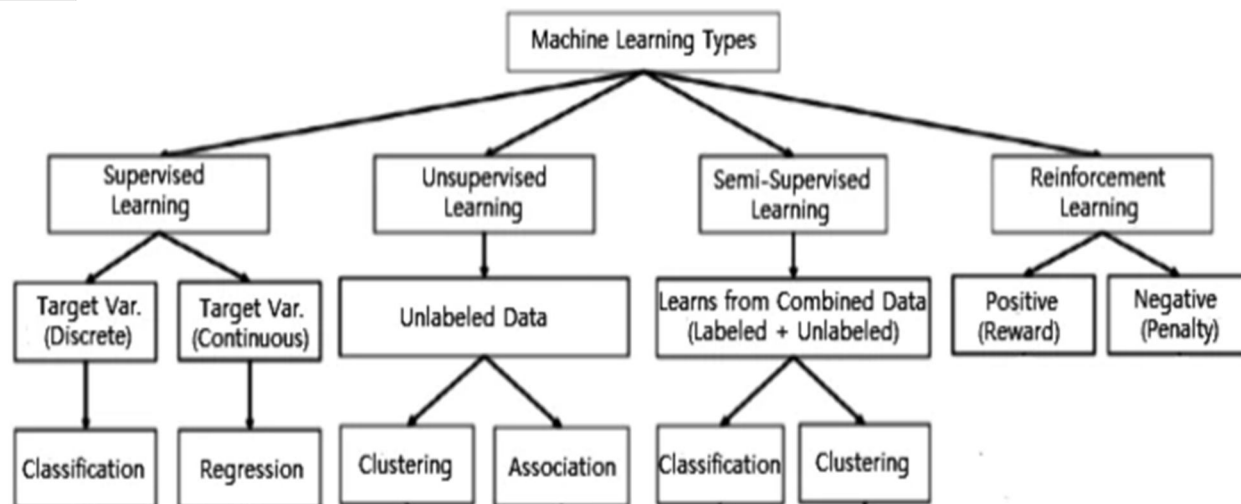 Machine Learning Types
Supervised
Learning
Unsupervised
Learning
Semi-Supervised
Learning
Reinforcement
Learning
Target Var.
(Discrete)
Target Var.
(Continuous)
Unlabeled Data
Learns from Combined Data
(Labeled + Unlabeled)
Positive
(Reward)
Negative
(Penalty)
Classification
Regression
Clustering
Association
Classification
Clustering